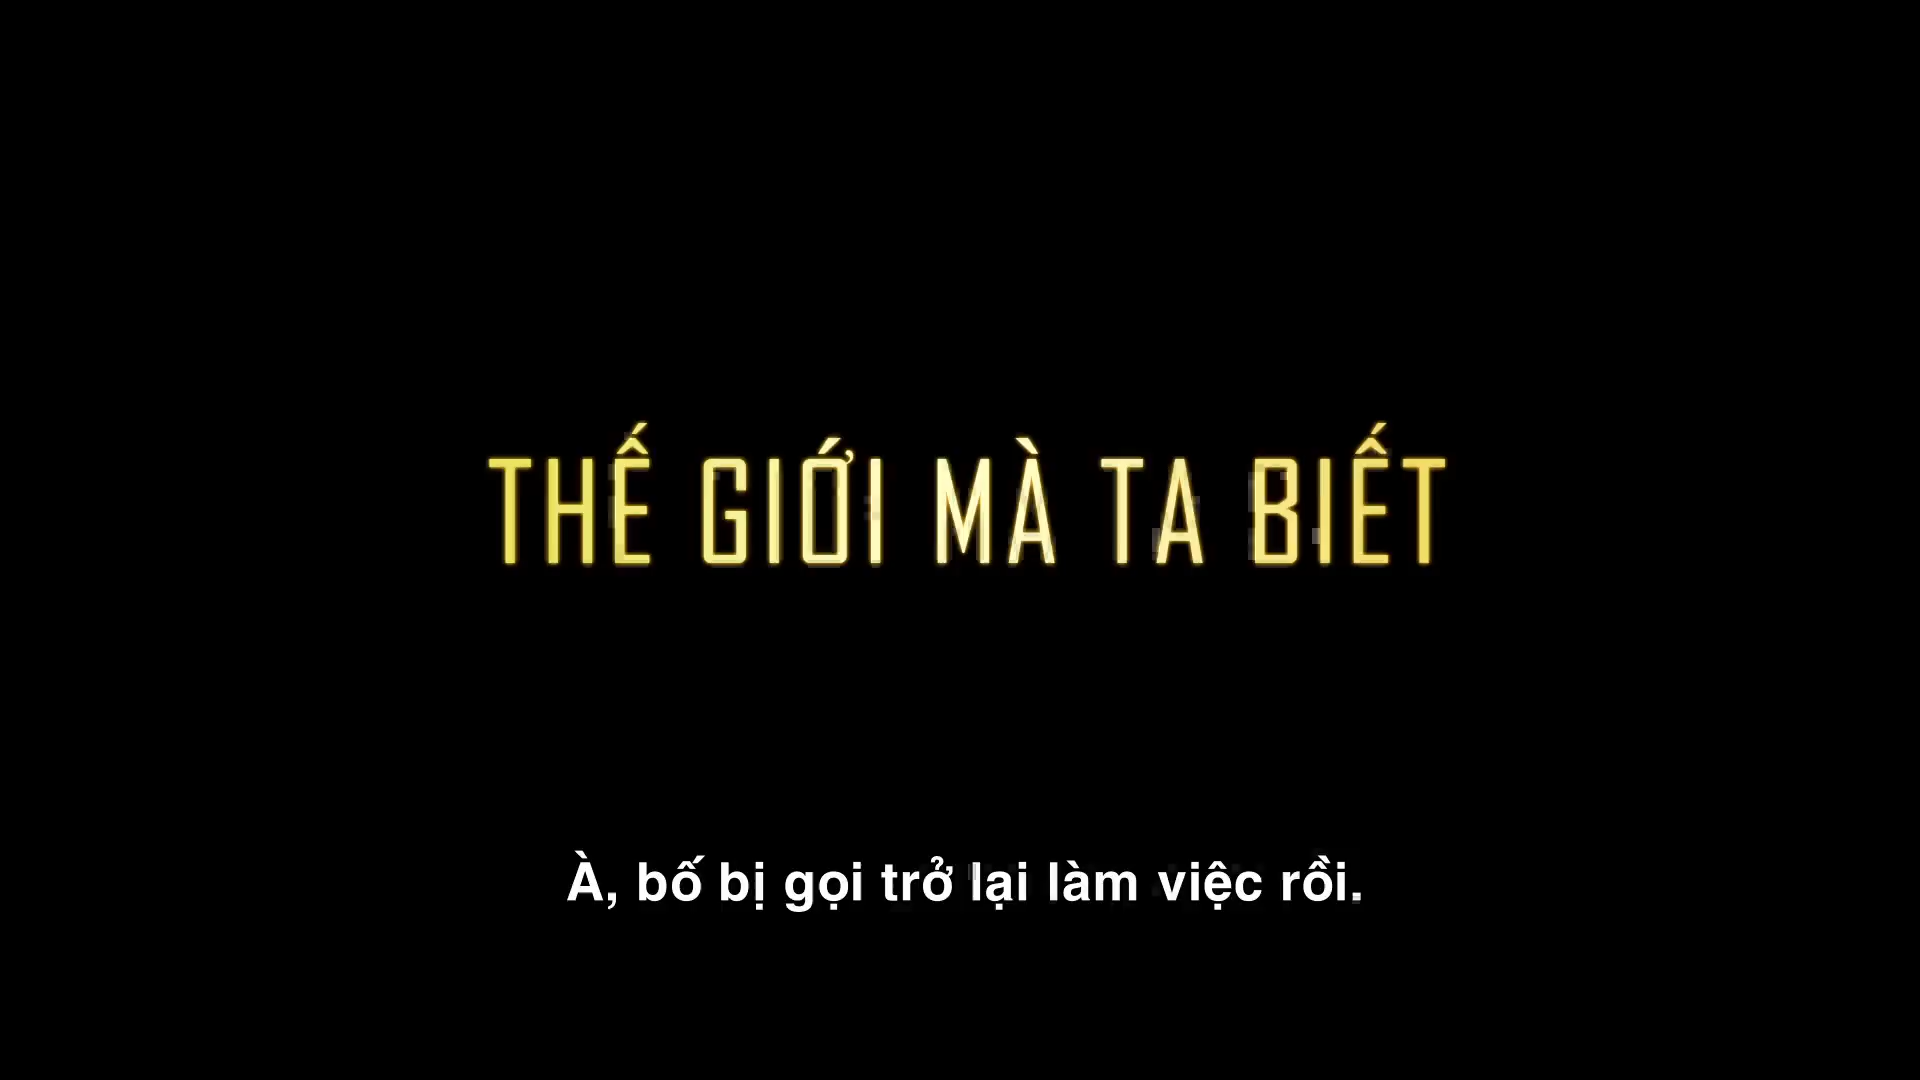 THẾ GIỚI MÀ TA BIẾT
À, bố bị gọi trở lại làm việc rồi.